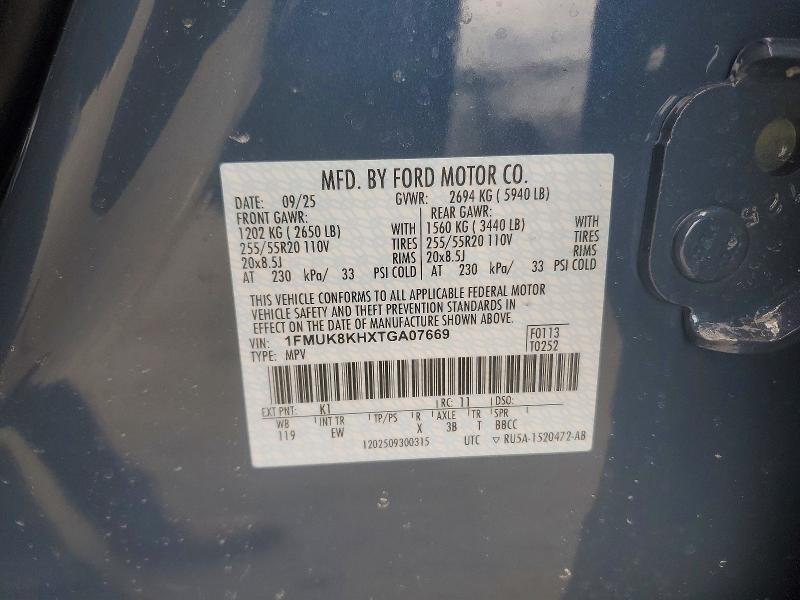 MFD. BY FORD MOTOR CO.
DATE: 09/25 GVWR: 2694 KG ( 5940 LB)
FRONT GAWR: REAR GAWR:
1202 KG ( 2650 LB) WITH 1560 KG ( 3440 LB) WITH
255/55R20 110V TIRES 255/55R20 110V TIRES
20x8.5J RIMS 20x8.5J RIMS
AT 230 kPa/ 33 PSI COLD AT 230 kPa/ 33 PSI COLD
THIS VEHICLE CONFORMS TO ALL APPLICABLE FEDERAL MOTOR
VEHICLE SAFETY AND THEFT PREVENTION STANDARDS IN
EFFECT ON THE DATE OF MANUFACTURE SHOWN ABOVE.
VIN: 1FMUK8KHXTGA07669 F0113
TYPE: MPV T0252
EXT PNT: K1 RC: 11 DSO:
WB INT TR TP/PS R AXLE TR SPR
119 EW X 3B T BBCC
1202509300315 UTC ▽ RU5A-1520472-AB